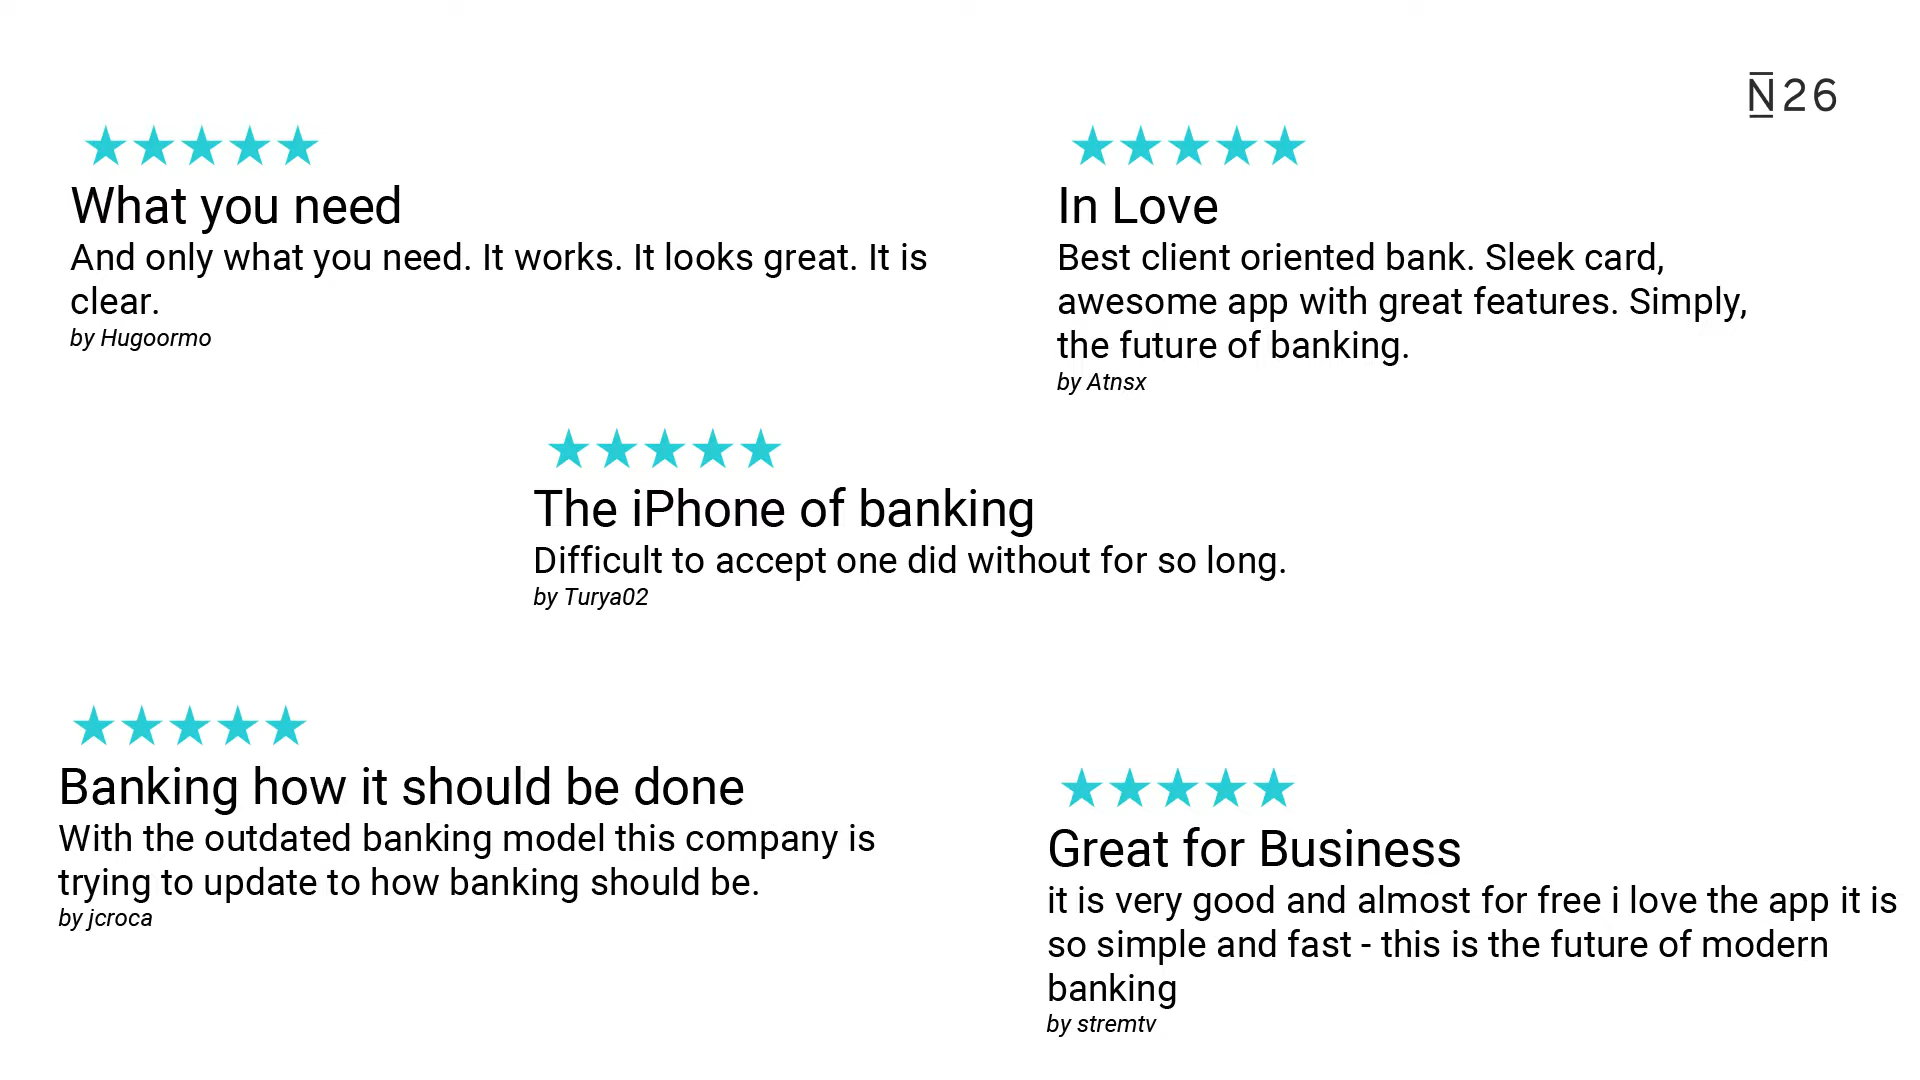 N26
What you need
And only what you need. It works. It looks great. It is
clear.
by Hugoormo
In Love
Best client oriented bank. Sleek card,
awesome app with great features. Simply,
the future of banking.
by Atnsx
The iPhone of banking
Difficult to accept one did without for so long.
by Turya02
Banking how it should be done
With the outdated banking model this company is
trying to update to how banking should be.
by jcroca
Great for Business
it is very good and almost for free i love the app it is
so simple and fast - this is the future of modern
banking
by stremtv